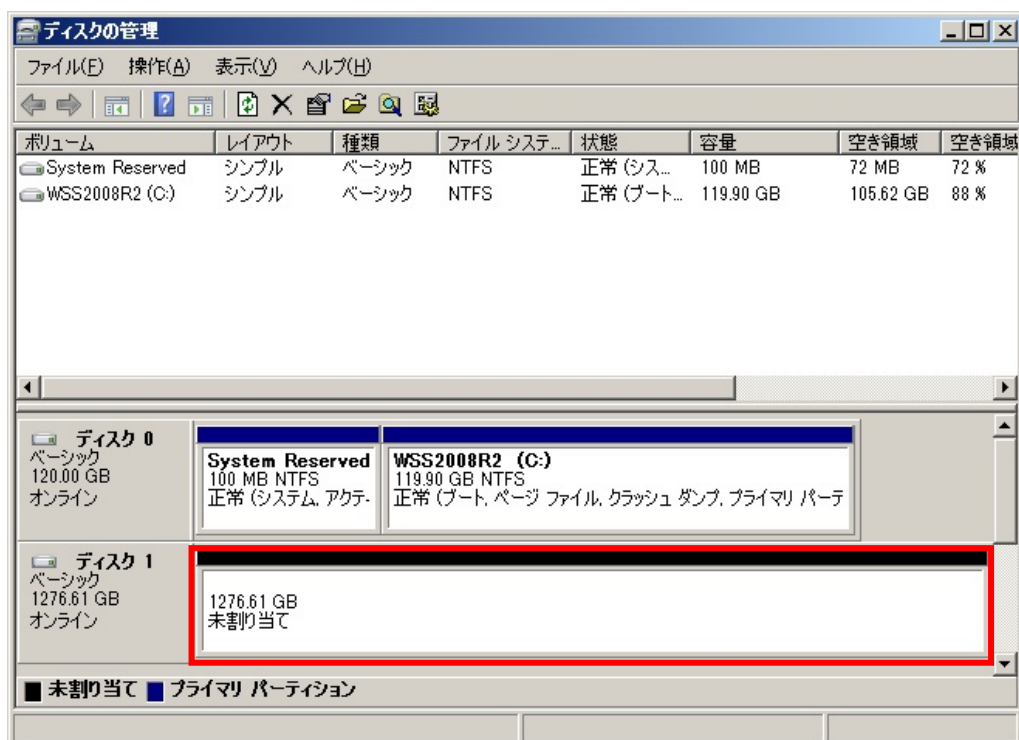 ディスクの管理
ファイル(F) 操作(A) 表示(V) ヘルプ(H)
ボリューム レイアウト 種類 ファイル システ... 状態 容量 空き領域 空き領域
System Reserved シンプル ベーシック NTFS 正常 (シス... 100 MB 72 MB 72 %
WSS2008R2 (C:) シンプル ベーシック NTFS 正常 (ブート... 119.90 GB 105.62 GB 88 %
ディスク 0
ベーシック
120.00 GB
オンライン
System Reserved
100 MB NTFS
正常 (システム, アクテ
WSS2008R2 (C:)
119.90 GB NTFS
正常 (ブート, ページ ファイル, クラッシュ ダンプ, プライマリ パーテ
ディスク 1
ベーシック
1276.61 GB
オンライン
1276.61 GB
未割り当て
未割り当て プライマリ パーティション